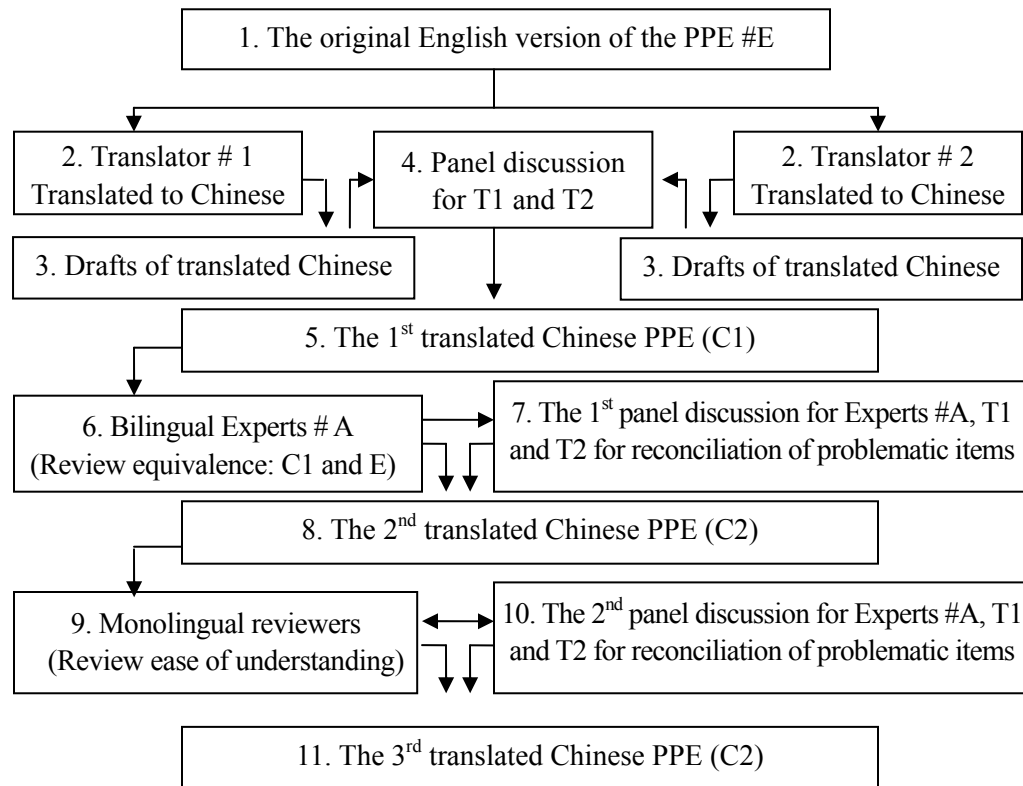 1. The original English version of the PPE #E
2. Translator # 1
Translated to Chinese
4. Panel discussion
for T1 and T2
2. Translator # 2
Translated to Chinese
3. Drafts of translated Chinese
3. Drafts of translated Chinese
5. The 1st translated Chinese PPE (C1)
6. Bilingual Experts # A
(Review equivalence: C1 and E)
7. The 1st panel discussion for Experts #A, T1
and T2 for reconciliation of problematic items
8. The 2nd translated Chinese PPE (C2)
9. Monolingual reviewers
(Review ease of understanding)
10. The 2nd panel discussion for Experts #A, T1
and T2 for reconciliation of problematic items
11. The 3rd translated Chinese PPE (C2)